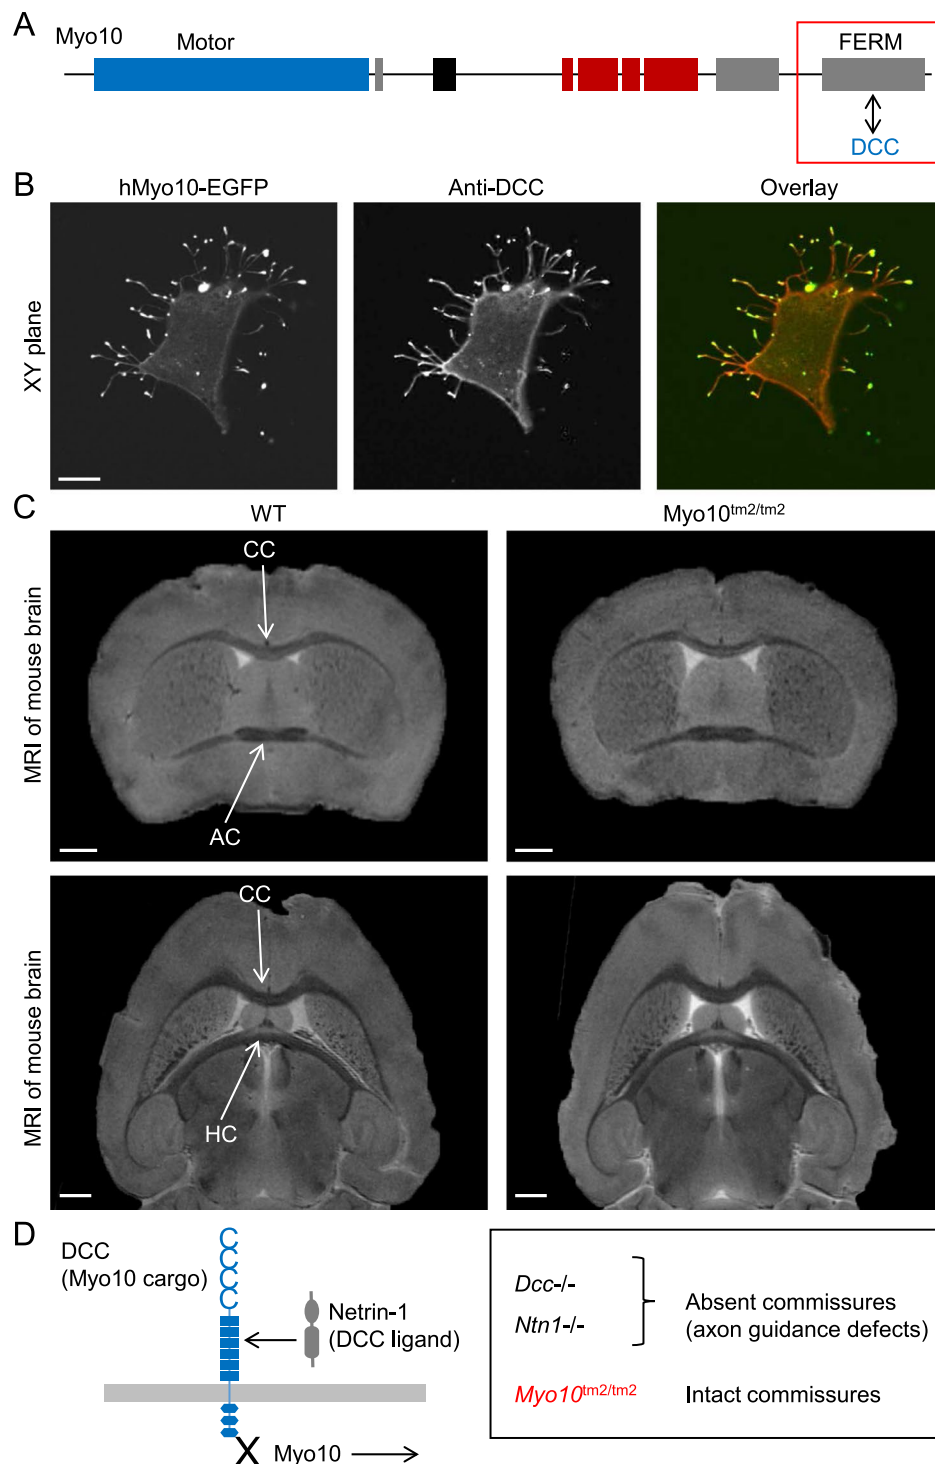 A
Myo10
Motor
FERM
DCC
B
hMyo10-EGFP
Anti-DCC
Overlay
XY plane
C
WT
Myo10tm2/tm2
MRI of mouse brain
CC
AC
MRI of mouse brain
CC
HC
D
DCC
(Myo10 cargo)
Netrin-1
(DCC ligand)
X Myo10
Dcc-/-
Ntn1-/-
Absent commissures
(axon guidance defects)
Myo10tm2/tm2 Intact commissures